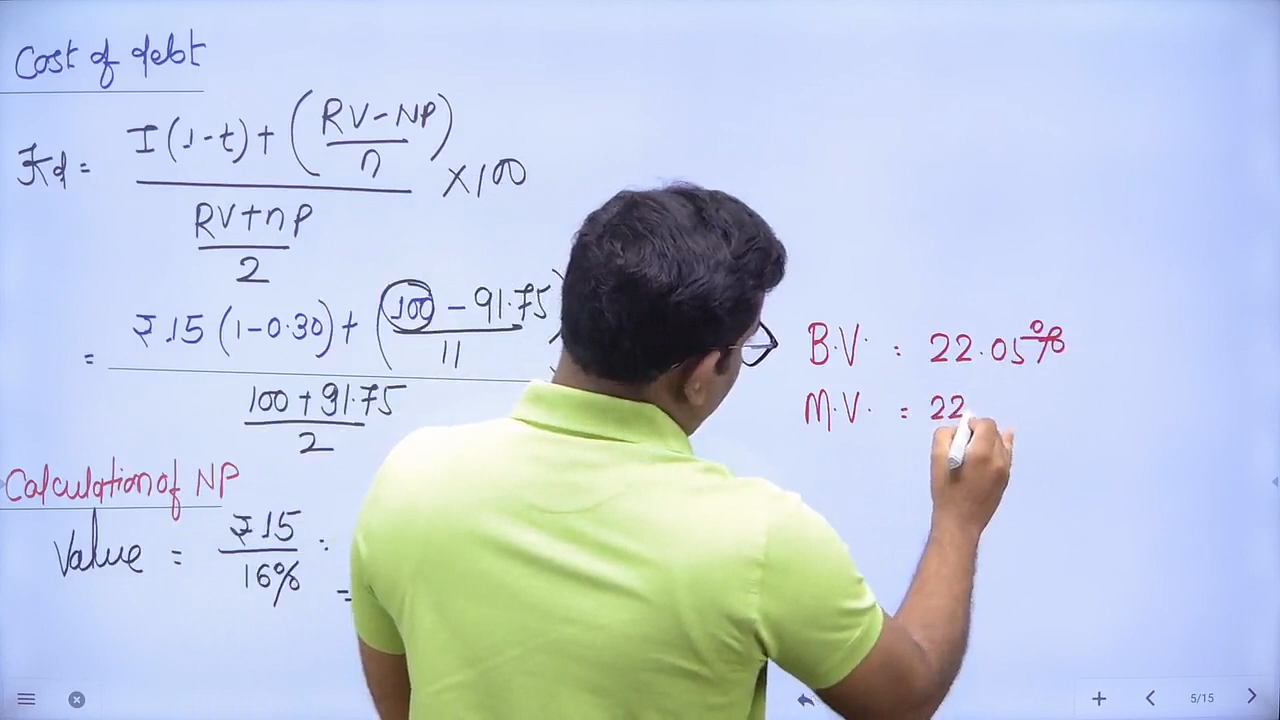 Cost of debt
Kd = I(1-t) + (RV-NP/n) / RV+nP/2 × 100
= ₹15 (1-0.30) + (100 - 91.75/11) / 100 + 91.75/2
Calculation of NP
Value = ₹15/16% :
=
B.V. = 22.05%
M.V. = 22
5/15